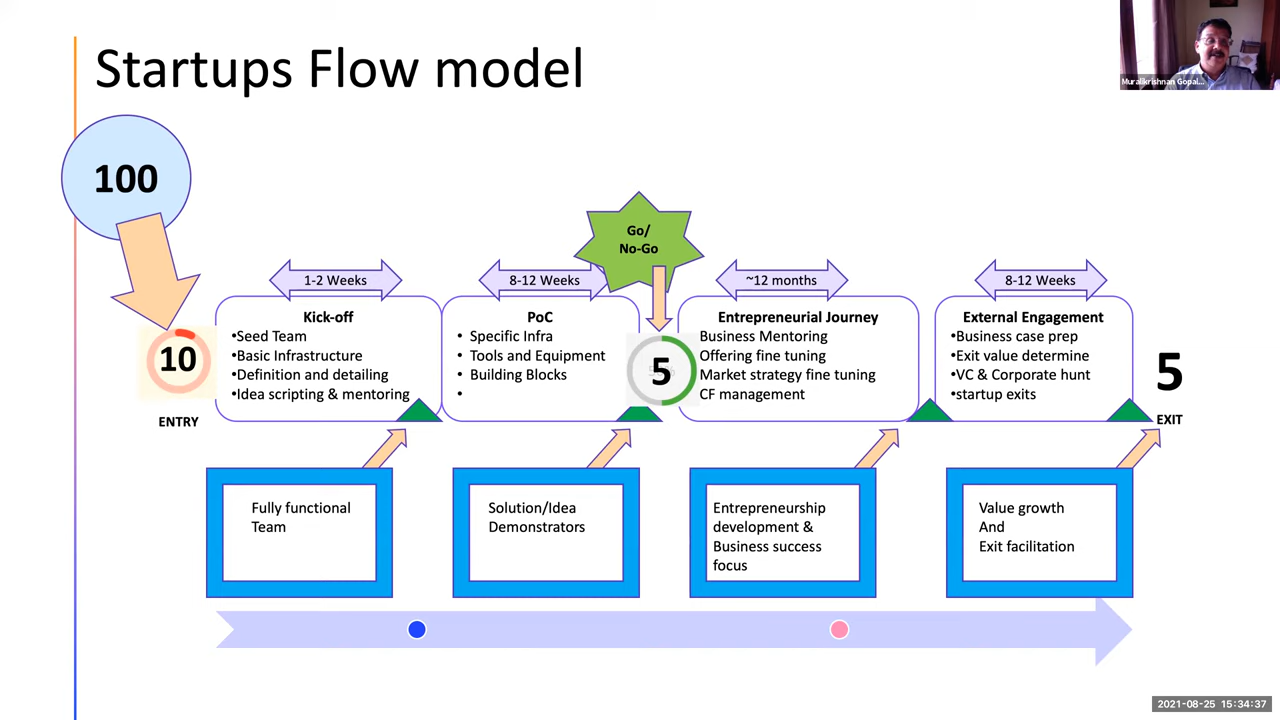 Startups Flow model
Muralikrishnan Gopal...
100
Go/
No-Go
1-2 Weeks
8-12 Weeks
~12 months
8-12 Weeks
10
ENTRY
Kick-off
•Seed Team
•Basic Infrastructure
•Definition and detailing
•Idea scripting & mentoring
PoC
• Specific Infra
• Tools and Equipment
• Building Blocks
•
5
Entrepreneurial Journey
Business Mentoring
Offering fine tuning
Market strategy fine tuning
CF management
External Engagement
•Business case prep
•Exit value determine
•VC & Corporate hunt
•startup exits
5
EXIT
Fully functional
Team
Solution/Idea
Demonstrators
Entrepreneurship
development &
Business success
focus
Value growth
And
Exit facilitation
2021-08-25 15:34:37